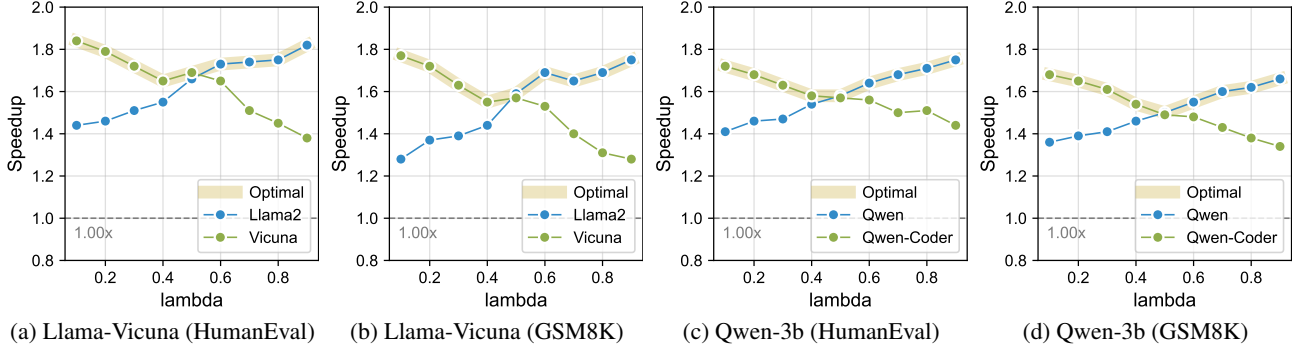 2.0
1.8
1.6
1.4
1.2
1.0
0.8
Speedup
0.2 0.4 0.6 0.8
lambda
Optimal
Llama2
Vicuna
1.00x
(a) Llama-Vicuna (HumanEval)
2.0
1.8
1.6
1.4
1.2
1.0
0.8
Speedup
0.2 0.4 0.6 0.8
lambda
Optimal
Llama2
Vicuna
1.00x
(b) Llama-Vicuna (GSM8K)
2.0
1.8
1.6
1.4
1.2
1.0
0.8
Speedup
0.2 0.4 0.6 0.8
lambda
Optimal
Qwen
Qwen-Coder
1.00x
(c) Qwen-3b (HumanEval)
2.0
1.8
1.6
1.4
1.2
1.0
0.8
Speedup
0.2 0.4 0.6 0.8
lambda
Optimal
Qwen
Qwen-Coder
1.00x
(d) Qwen-3b (GSM8K)